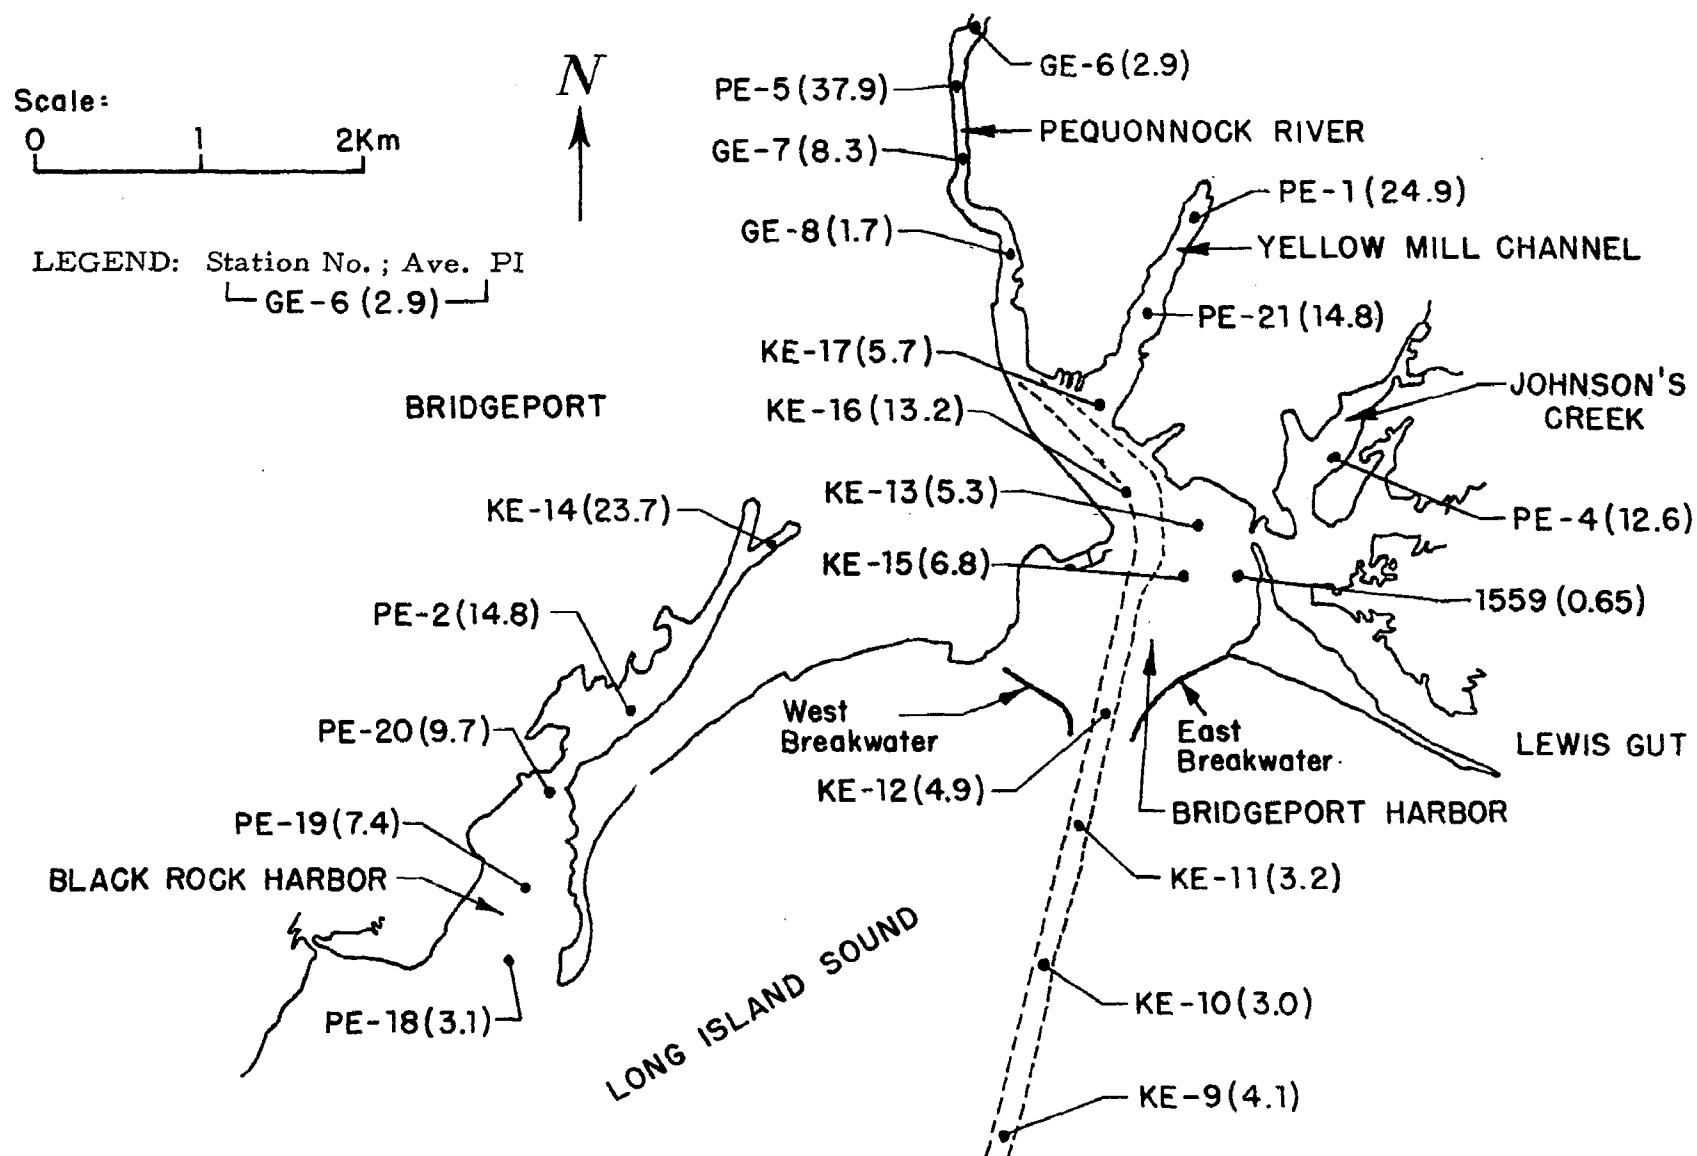 Scale:
0 1 2Km
N
LEGEND: Station No. ; Ave. PI
GE-6 (2.9)
GE-6(2.9)
PE-5(37.9)
PEQUONNOCK RIVER
GE-7(8.3)
PE-1(24.9)
GE-8(1.7)
YELLOW MILL CHANNEL
PE-21(14.8)
KE-17(5.7)
BRIDGEPORT
KE-16(13.2)
JOHNSON'S
CREEK
KE-13(5.3)
KE-14(23.7)
PE-4(12.6)
KE-15(6.8)
1559(0.65)
PE-2(14.8)
PE-20(9.7)
West
Breakwater
East
Breakwater
LEWIS GUT
KE-12(4.9)
BRIDGEPORT HARBOR
PE-19(7.4)
BLACK ROCK HARBOR
KE-11(3.2)
LONG ISLAND SOUND
PE-18(3.1)
KE-10(3.0)
KE-9(4.1)